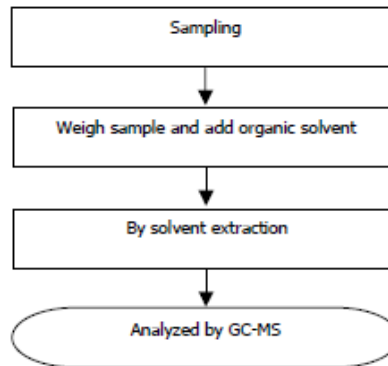 Sampling
Weigh sample and add organic solvent
By solvent extraction
Analyzed by GC-MS